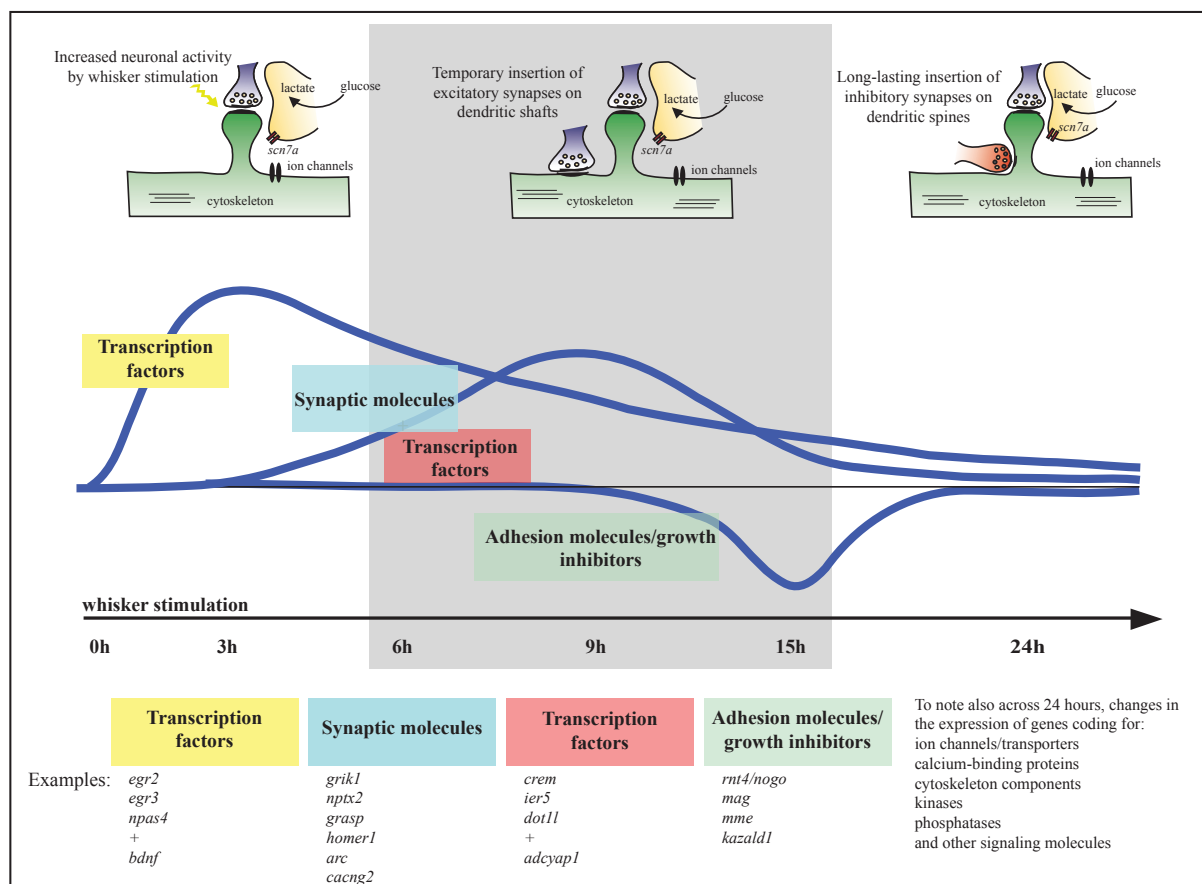 Increased neuronal activity
by whisker stimulation
lactate
glucose
scn7a
ion channels
cytoskeleton
Temporary insertion of
excitatory synapses on
dendritic shafts
lactate
glucose
scn7a
ion channels
cytoskeleton
Long-lasting insertion of
inhibitory synapses on
dendritic spines
lactate
glucose
scn7a
ion channels
cytoskeleton
Transcription
factors
Synaptic molecules
Transcription
factors
Adhesion molecules/growth
inhibitors
whisker stimulation
0h 3h 6h 9h 15h 24h
Transcription
factors
Synaptic molecules
Transcription
factors
Adhesion molecules/
growth inhibitors
Examples:
egr2
egr3
npas4
+
bdnf
grik1
nptx2
grasp
homer1
arc
cacng2
crem
ier5
dot1l
+
adcyap1
rnt4/nogo
mag
mme
kazald1
To note also across 24 hours, changes in
the expression of genes coding for:
ion channels/transporters
calcium-binding proteins
cytoskeleton components
kinases
phosphatases
and other signaling molecules